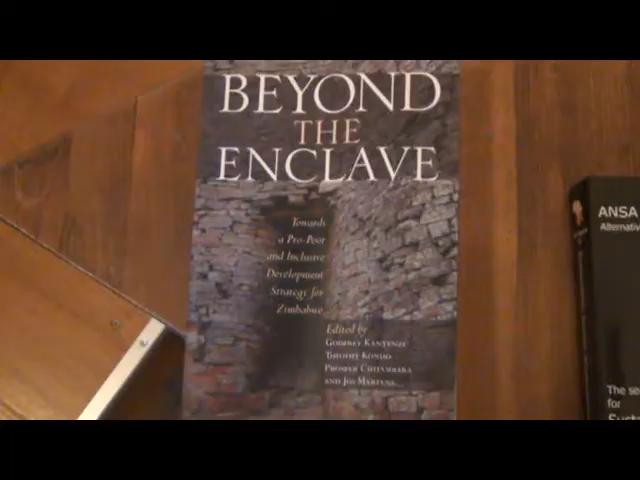 BEYOND
THE
ENCLAVE
Towards
a Pro-Poor
and Inclusive
Development
Strategy for
Zimbabwe
Edited by
GODFREY KANYENZE
TIMOTHY KONDO
PROSPER CHITAMBARA
AND JOS MARTENS
ANSA
Alternativ
The se
for
Susta